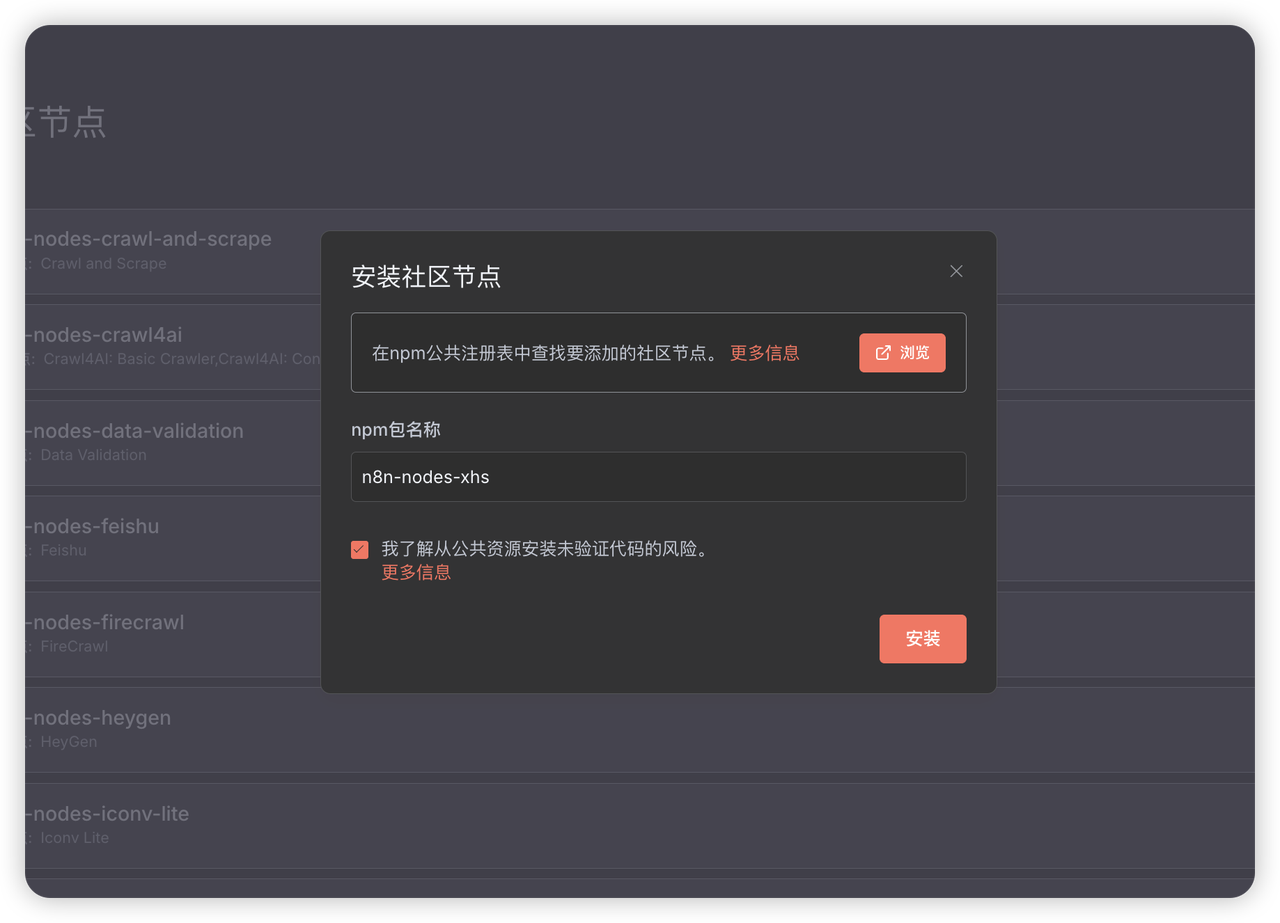 区节点
-nodes-crawl-and-scrape
: Crawl and Scrape
-nodes-crawl4ai
: Crawl4AI: Basic Crawler,Crawl4AI: Con
-nodes-data-validation
: Data Validation
-nodes-feishu
: Feishu
-nodes-firecrawl
: FireCrawl
-nodes-heygen
: HeyGen
-nodes-iconv-lite
: Iconv Lite
安装社区节点
在npm公共注册表中查找要添加的社区节点。 更多信息
浏览
npm包名称
n8n-nodes-xhs
我了解从公共资源安装未验证代码的风险。
更多信息
安装